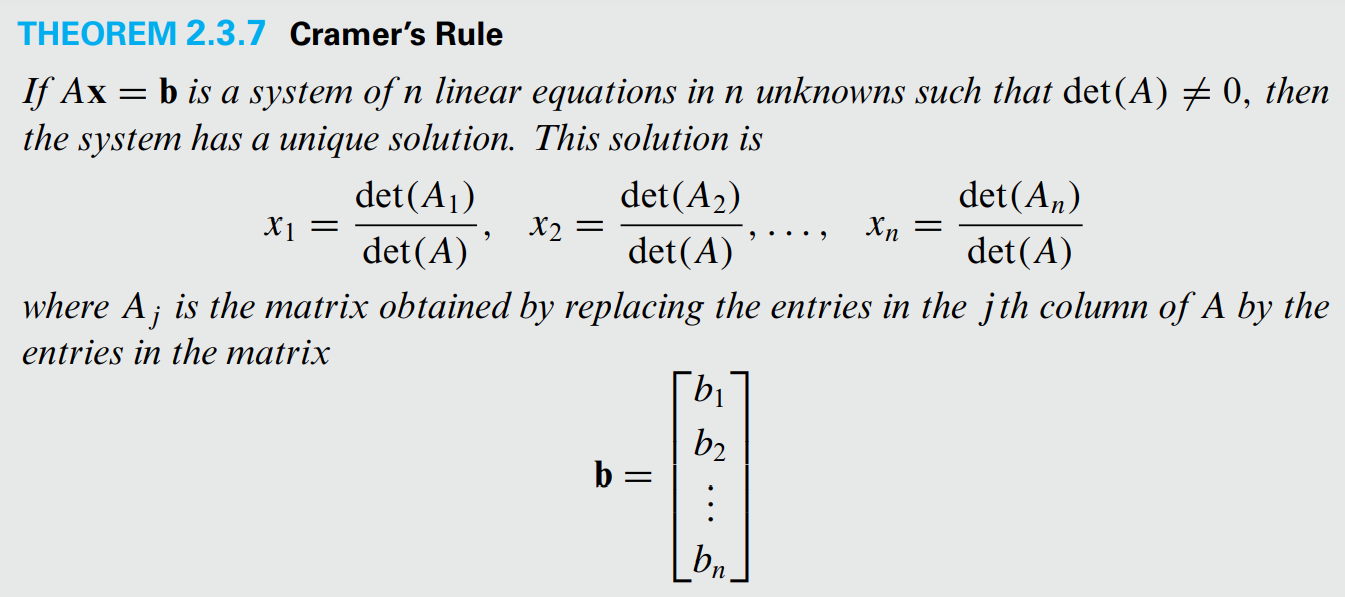 THEOREM 2.3.7 Cramer's Rule
If Ax = b is a system of n linear equations in n unknowns such that det(A) ≠ 0, then
the system has a unique solution. This solution is
x₁ = det(A₁)/det(A), x₂ = det(A₂)/det(A), . . . , xₙ = det(Aₙ)/det(A)
where Aⱼ is the matrix obtained by replacing the entries in the jth column of A by the
entries in the matrix
b = [b₁ b₂ ⋮ bₙ]